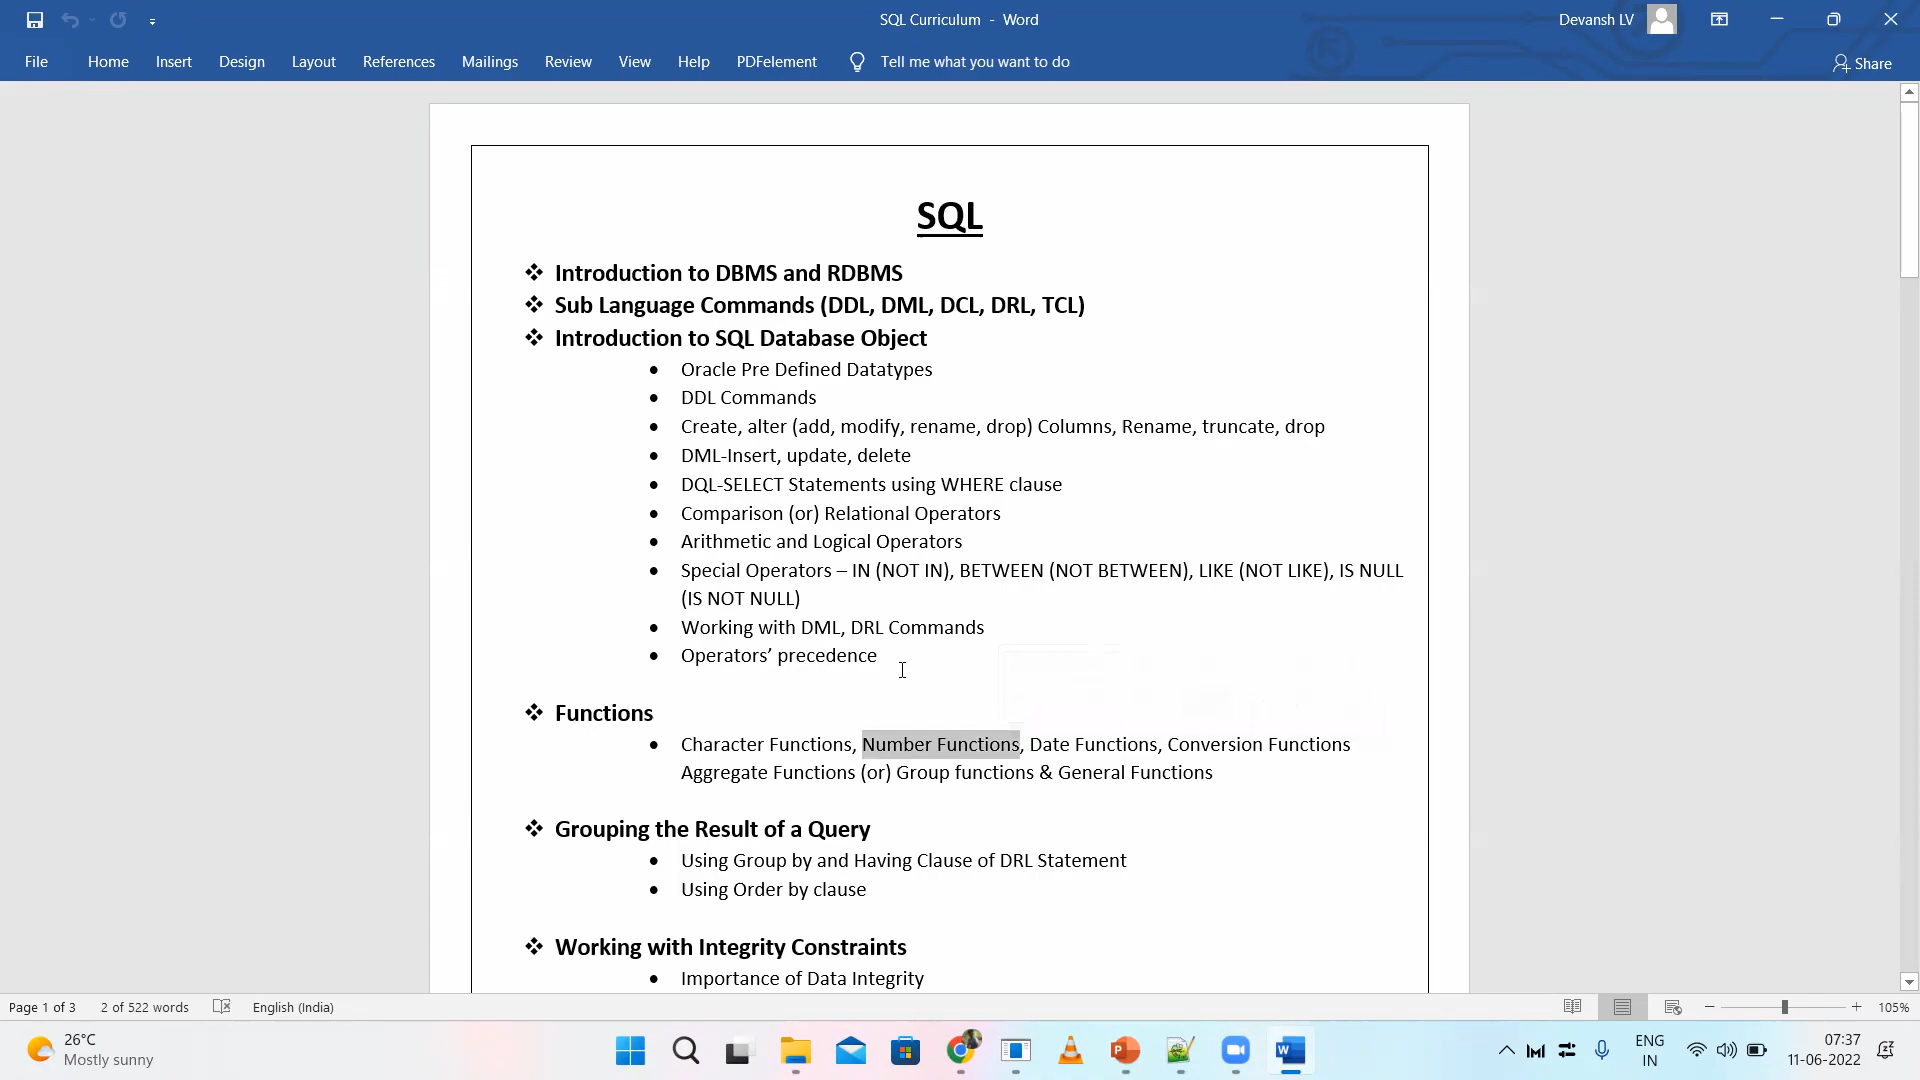 SQL Curriculum - Word
Devansh LV
File Home Insert Design Layout References Mailings Review View Help PDFelement Tell me what you want to do
Share
SQL
❖ Introduction to DBMS and RDBMS
❖ Sub Language Commands (DDL, DML, DCL, DRL, TCL)
❖ Introduction to SQL Database Object
• Oracle Pre Defined Datatypes
• DDL Commands
• Create, alter (add, modify, rename, drop) Columns, Rename, truncate, drop
• DML-Insert, update, delete
• DQL-SELECT Statements using WHERE clause
• Comparison (or) Relational Operators
• Arithmetic and Logical Operators
• Special Operators – IN (NOT IN), BETWEEN (NOT BETWEEN), LIKE (NOT LIKE), IS NULL
(IS NOT NULL)
• Working with DML, DRL Commands
• Operators’ precedence
❖ Functions
• Character Functions, Number Functions, Date Functions, Conversion Functions
Aggregate Functions (or) Group functions & General Functions
❖ Grouping the Result of a Query
• Using Group by and Having Clause of DRL Statement
• Using Order by clause
❖ Working with Integrity Constraints
• Importance of Data Integrity
Page 1 of 3 2 of 522 words English (India) 105%
26°C
Mostly sunny
ENG
IN
07:37
11-06-2022